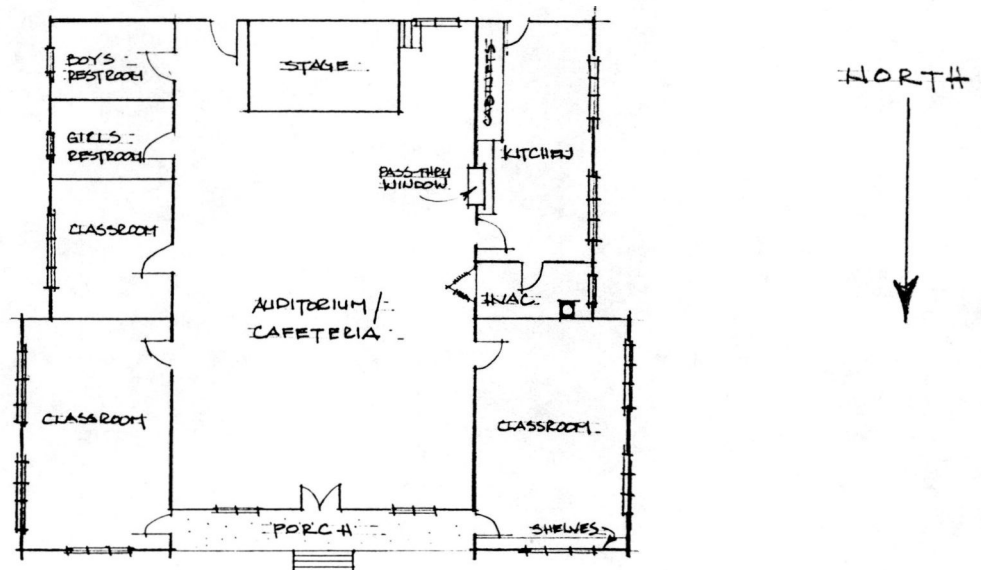 BOYS
RESTROOM
STAGE
CABINETS
NORTH
GIRLS
RESTROOM
KITCHEN
PASS-THRU
WINDOW
CLASSROOM
HVAC
AUDITORIUM/
CAFETERIA
CLASSROOM
CLASSROOM
PORCH
SHELVES